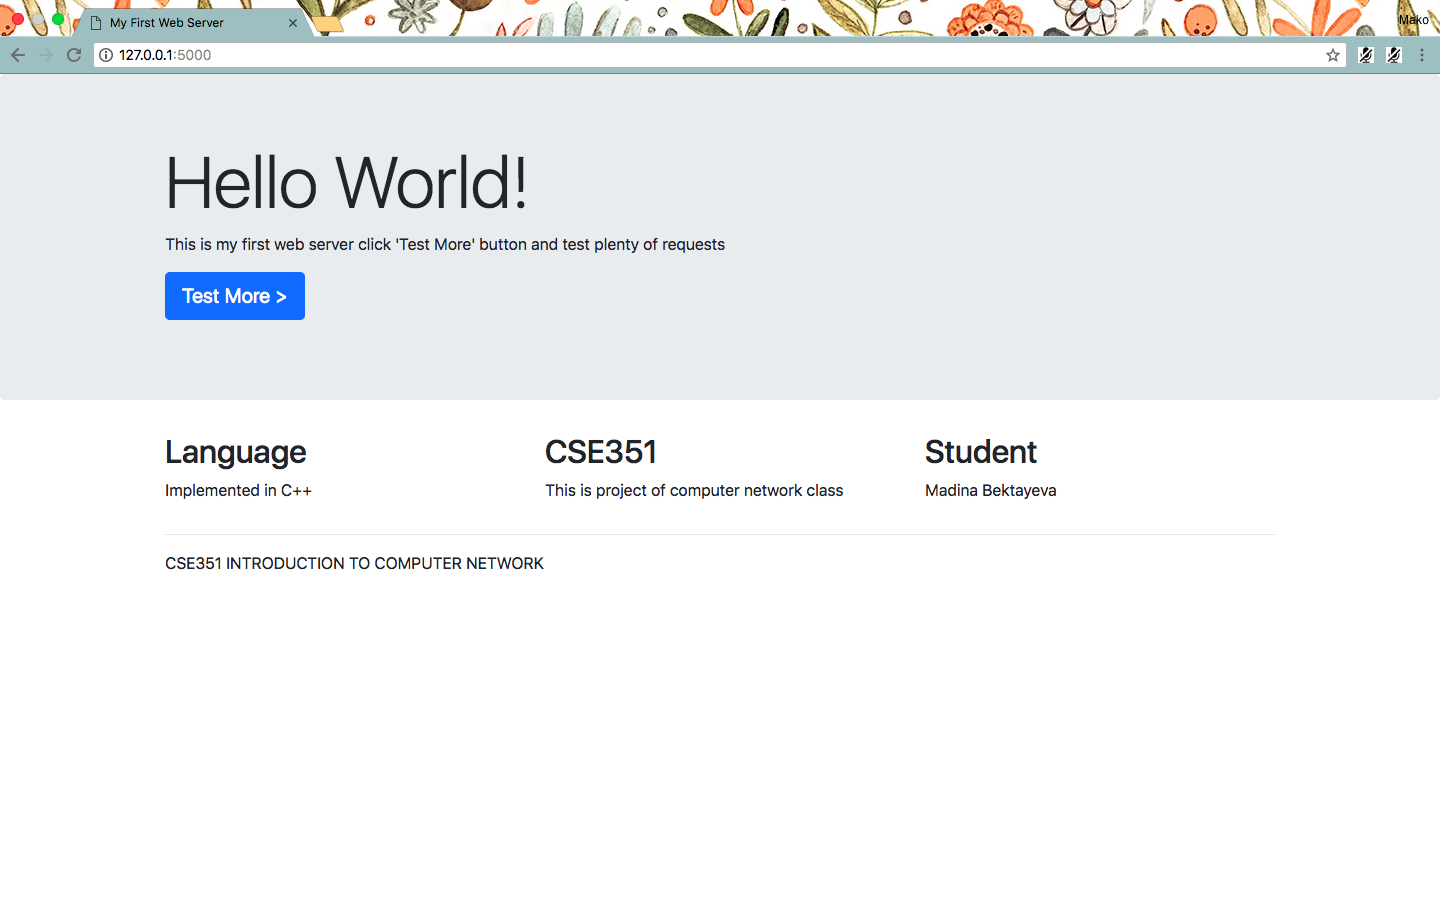 My First Web Server
Mako
127.0.0.1:5000
Hello World!
This is my first web server click 'Test More' button and test plenty of requests
Test More >
Language
Implemented in C++
CSE351
This is project of computer network class
Student
Madina Bektayeva
CSE351 INTRODUCTION TO COMPUTER NETWORK